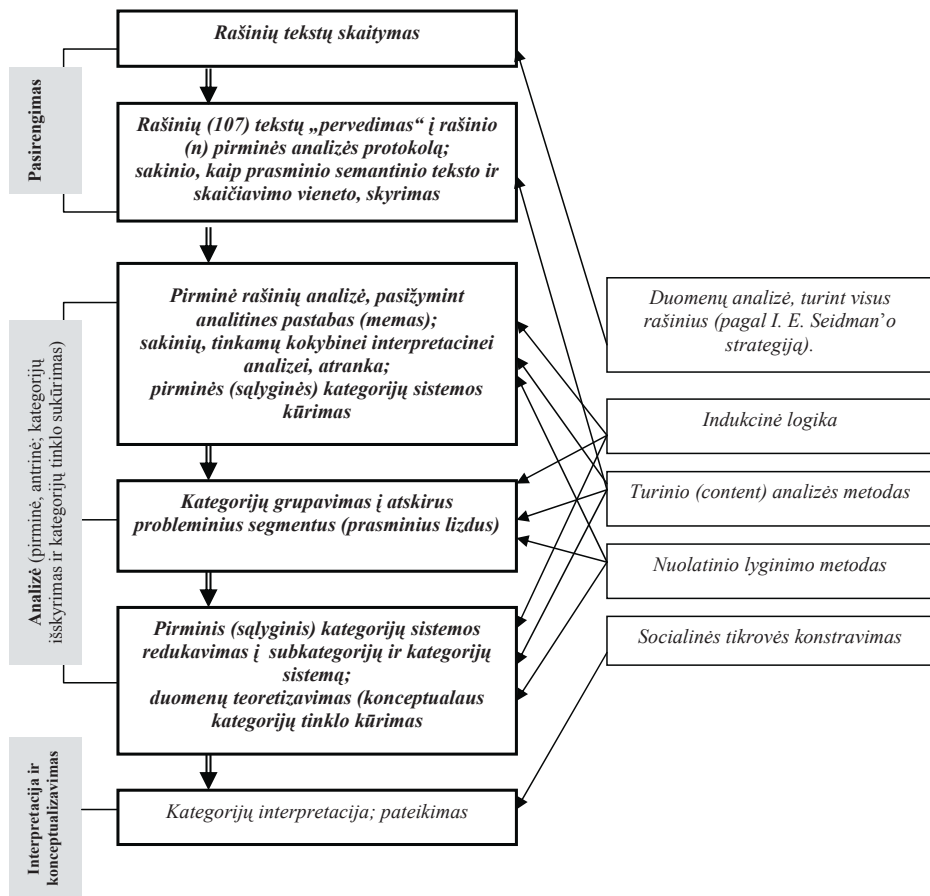 Pasirengimas
Rašinių tekstų skaitymas
Rašinių (107) tekstų „pervedimas“ į rašinio
(n) pirminės analizės protokolą;
sakinio, kaip prasminio semantinio teksto ir
skaičiavimo vieneto, skyrimas
Analizė (pirminė, antrinė; kategorijų
išskyrimas ir kategorijų tinklo sukūrimas)
Pirminė rašinių analizė, pasižymint
analitines pastabas (memas);
sakinių, tinkamų kokybinei interpretacinei
analizei, atranka;
pirminės (sąlyginės) kategorijų sistemos
kūrimas
Kategorijų grupavimas į atskirus
probleminius segmentus (prasminius lizdus)
Pirminis (sąlyginis) kategorijų sistemos
redukavimas į subkategorijų ir kategorijų
sistemą;
duomenų teoretizavimas (konceptualaus
kategorijų tinklo kūrimas
Interpretacija ir
konceptualizavimas
Kategorijų interpretacija; pateikimas
Duomenų analizė, turint visus
rašinius (pagal I. E. Seidman’o
strategiją).
Indukcinė logika
Turinio (content) analizės metodas
Nuolatinio lyginimo metodas
Socialinės tikrovės konstravimas